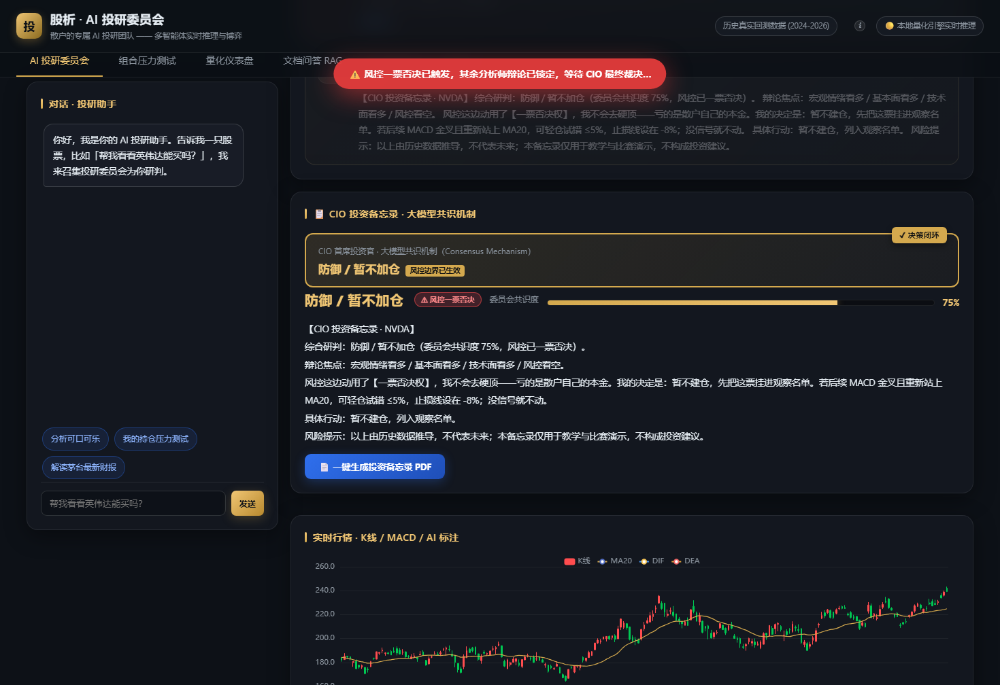 投
股析 · AI 投研委员会
散户的专属 AI 投研团队 —— 多智能体实时推理与博弈
历史真实回测数据 (2024-2026)
i
本地量化引擎实时推理
AI 投研委员会
组合压力测试
量化仪表盘
文档问答 RAG
风控一票否决已触发，其余分析师辩论已锁定，等待 CIO 最终裁决...
对话 · 投研助手
你好，我是你的 AI 投研助手。告诉我一只股
票，比如「帮我看看英伟达能买吗？」，我
来召集投研委员会为你研判。
分析可口可乐
我的持仓压力测试
解读茅台最新财报
帮我看看英伟达能买吗？
发送
【CIO 投资备忘录 · NVDA】 综合研判：防御 / 暂不加仓（委员会共识度 75%，风控已一票否决）。 辩论焦点：宏观情绪看多 / 基本面看多 / 技术
面看多 / 风控看空。 风控这边动用了【一票否决权】，我不会去硬顶——亏的是散户自己的本金。我的决定是：暂不建仓，先把这票挂进观察名
单。若后续 MACD 金叉且重新站上 MA20，可轻仓试错 ≤5%，止损线设在 -8%；没信号就不动。 具体行动：暂不建仓，列入观察名单。 风险提
示：以上由历史数据推导，不代表未来；本备忘录仅用于教学与比赛演示，不构成投资建议。
CIO 投资备忘录 · 大模型共识机制
✓ 决策闭环
CIO 首席投资官 · 大模型共识机制（Consensus Mechanism）
防御 / 暂不加仓 风控边界已生效
防御 / 暂不加仓 风控一票否决 委员会共识度 75%
【CIO 投资备忘录 · NVDA】
综合研判：防御 / 暂不加仓（委员会共识度 75%，风控已一票否决）。
辩论焦点：宏观情绪看多 / 基本面看多 / 技术面看多 / 风控看空。
风控这边动用了【一票否决权】，我不会去硬顶——亏的是散户自己的本金。我的决定是：暂不建仓，先把这票挂进观察名单。若后续 MACD 金叉且重新站上
MA20，可轻仓试错 ≤5%，止损线设在 -8%；没信号就不动。
具体行动：暂不建仓，列入观察名单。
风险提示：以上由历史数据推导，不代表未来；本备忘录仅用于教学与比赛演示，不构成投资建议。
一键生成投资备忘录 PDF
实时行情 · K线 / MACD / AI 标注
K线 MA20 DIF DEA
260.0
240.0
220.0
200.0
180.0
160.0